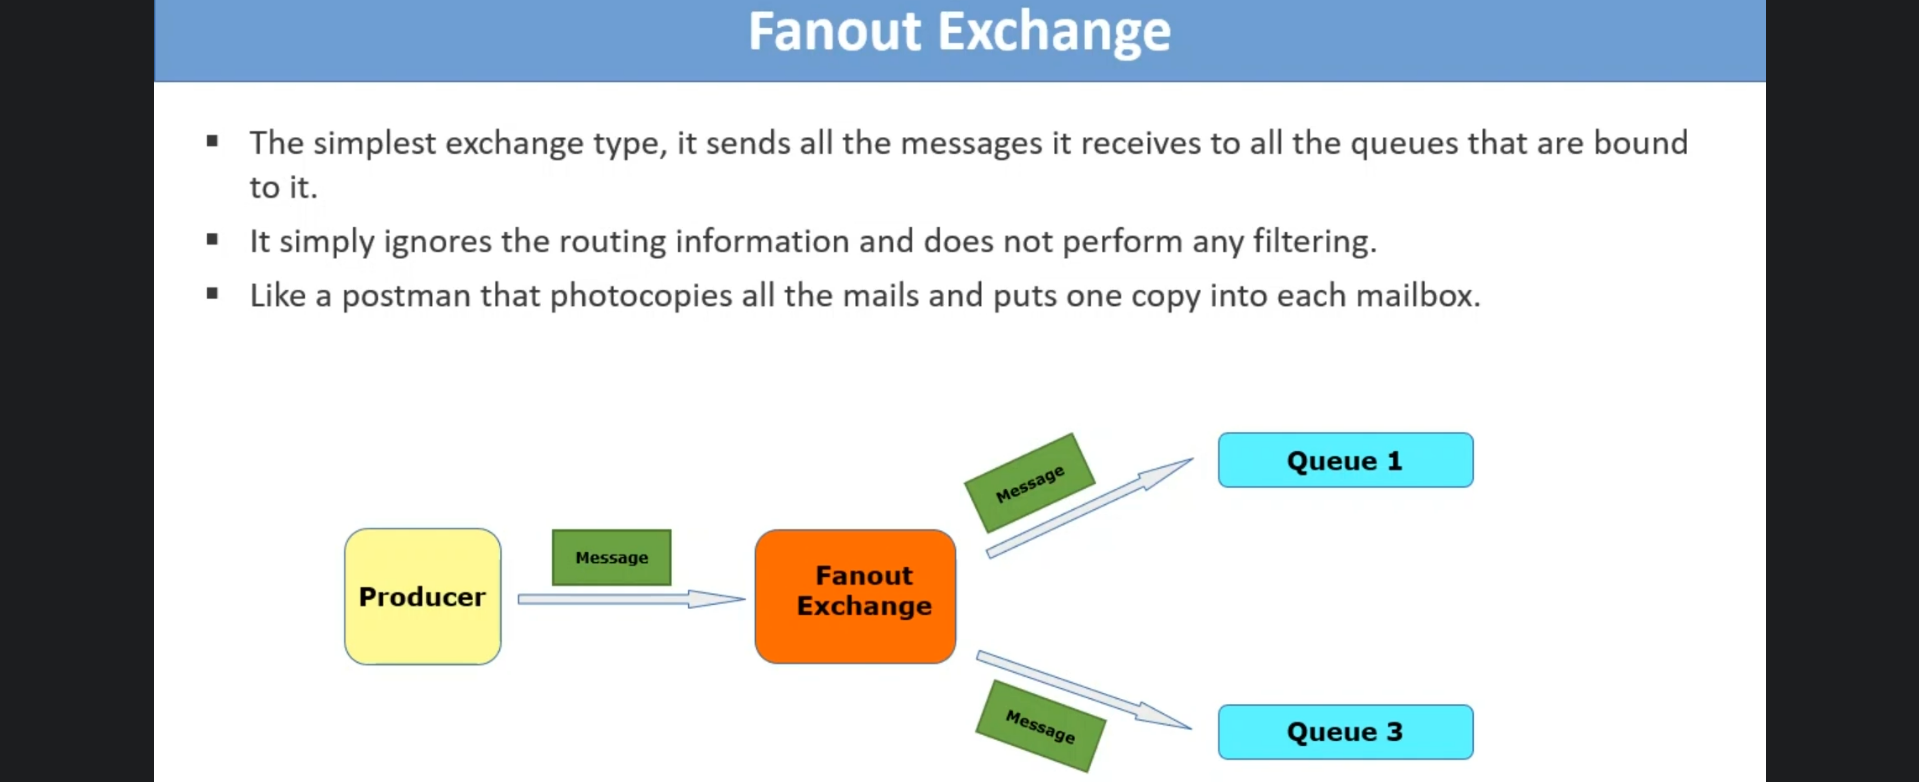 Fanout Exchange
▪ The simplest exchange type, it sends all the messages it receives to all the queues that are bound
to it.
▪ It simply ignores the routing information and does not perform any filtering.
▪ Like a postman that photocopies all the mails and puts one copy into each mailbox.
Message
Queue 1
Producer
Message
Fanout
Exchange
Message
Queue 3